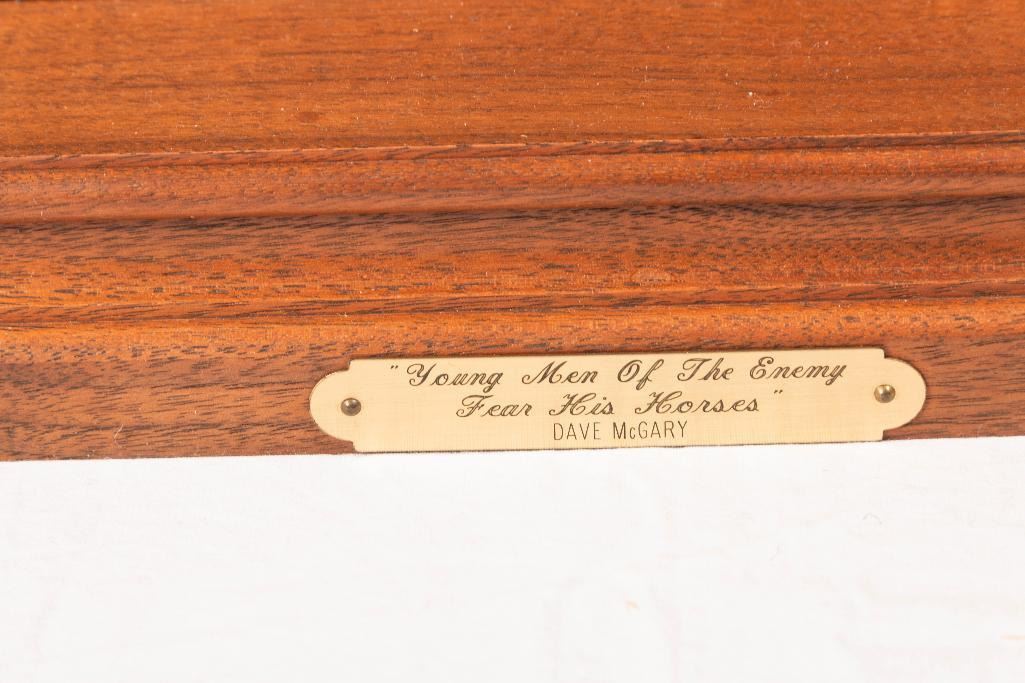 "Young Men Of The Enemy
Fear His Horses"
DAVE McGARY